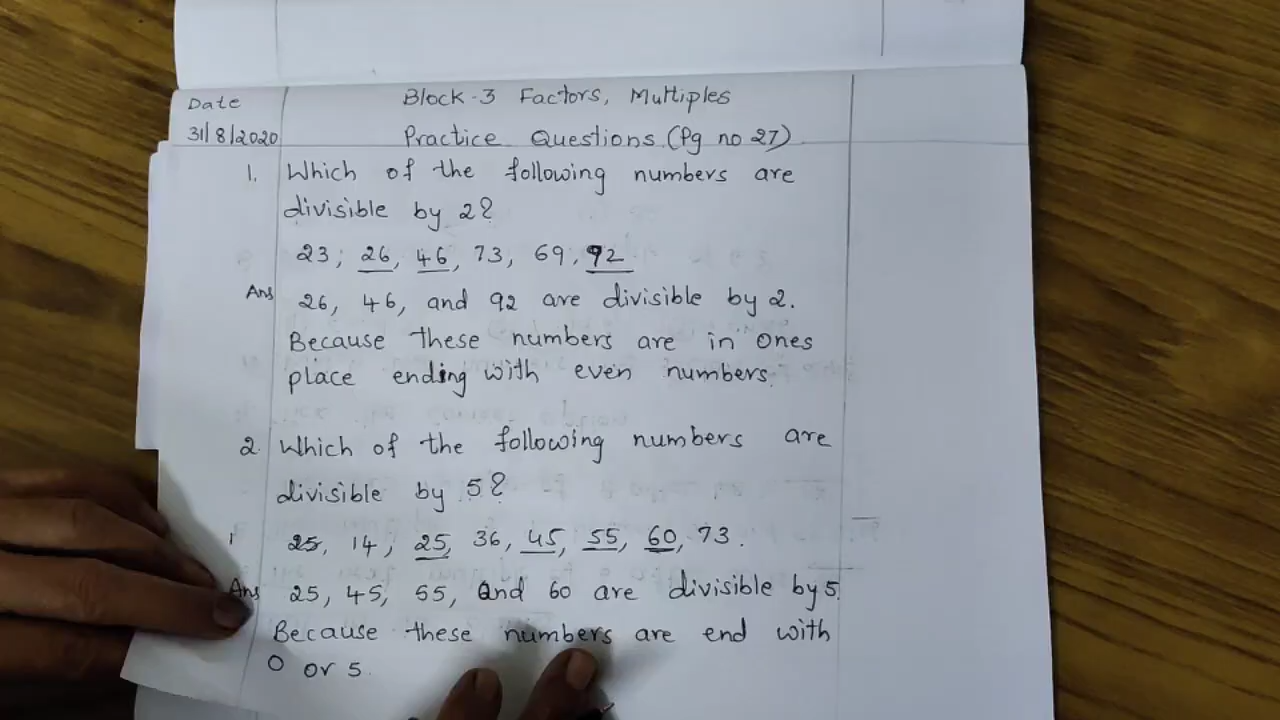 Date
31/8/2020
Block-3 Factors, Multiples
Practice Questions (Pg no 27)
1. Which of the following numbers are
divisible by 2?
23, 26, 46, 73, 69, 92
Ans 26, 46, and 92 are divisible by 2.
Because these numbers are in ones
place ending with even numbers.
2. Which of the following numbers are
divisible by 5?
25, 14, 25, 36, 45, 55, 60, 73.
Ans 25, 45, 55, and 60 are divisible by 5.
Because these numbers are end with
0 or 5.